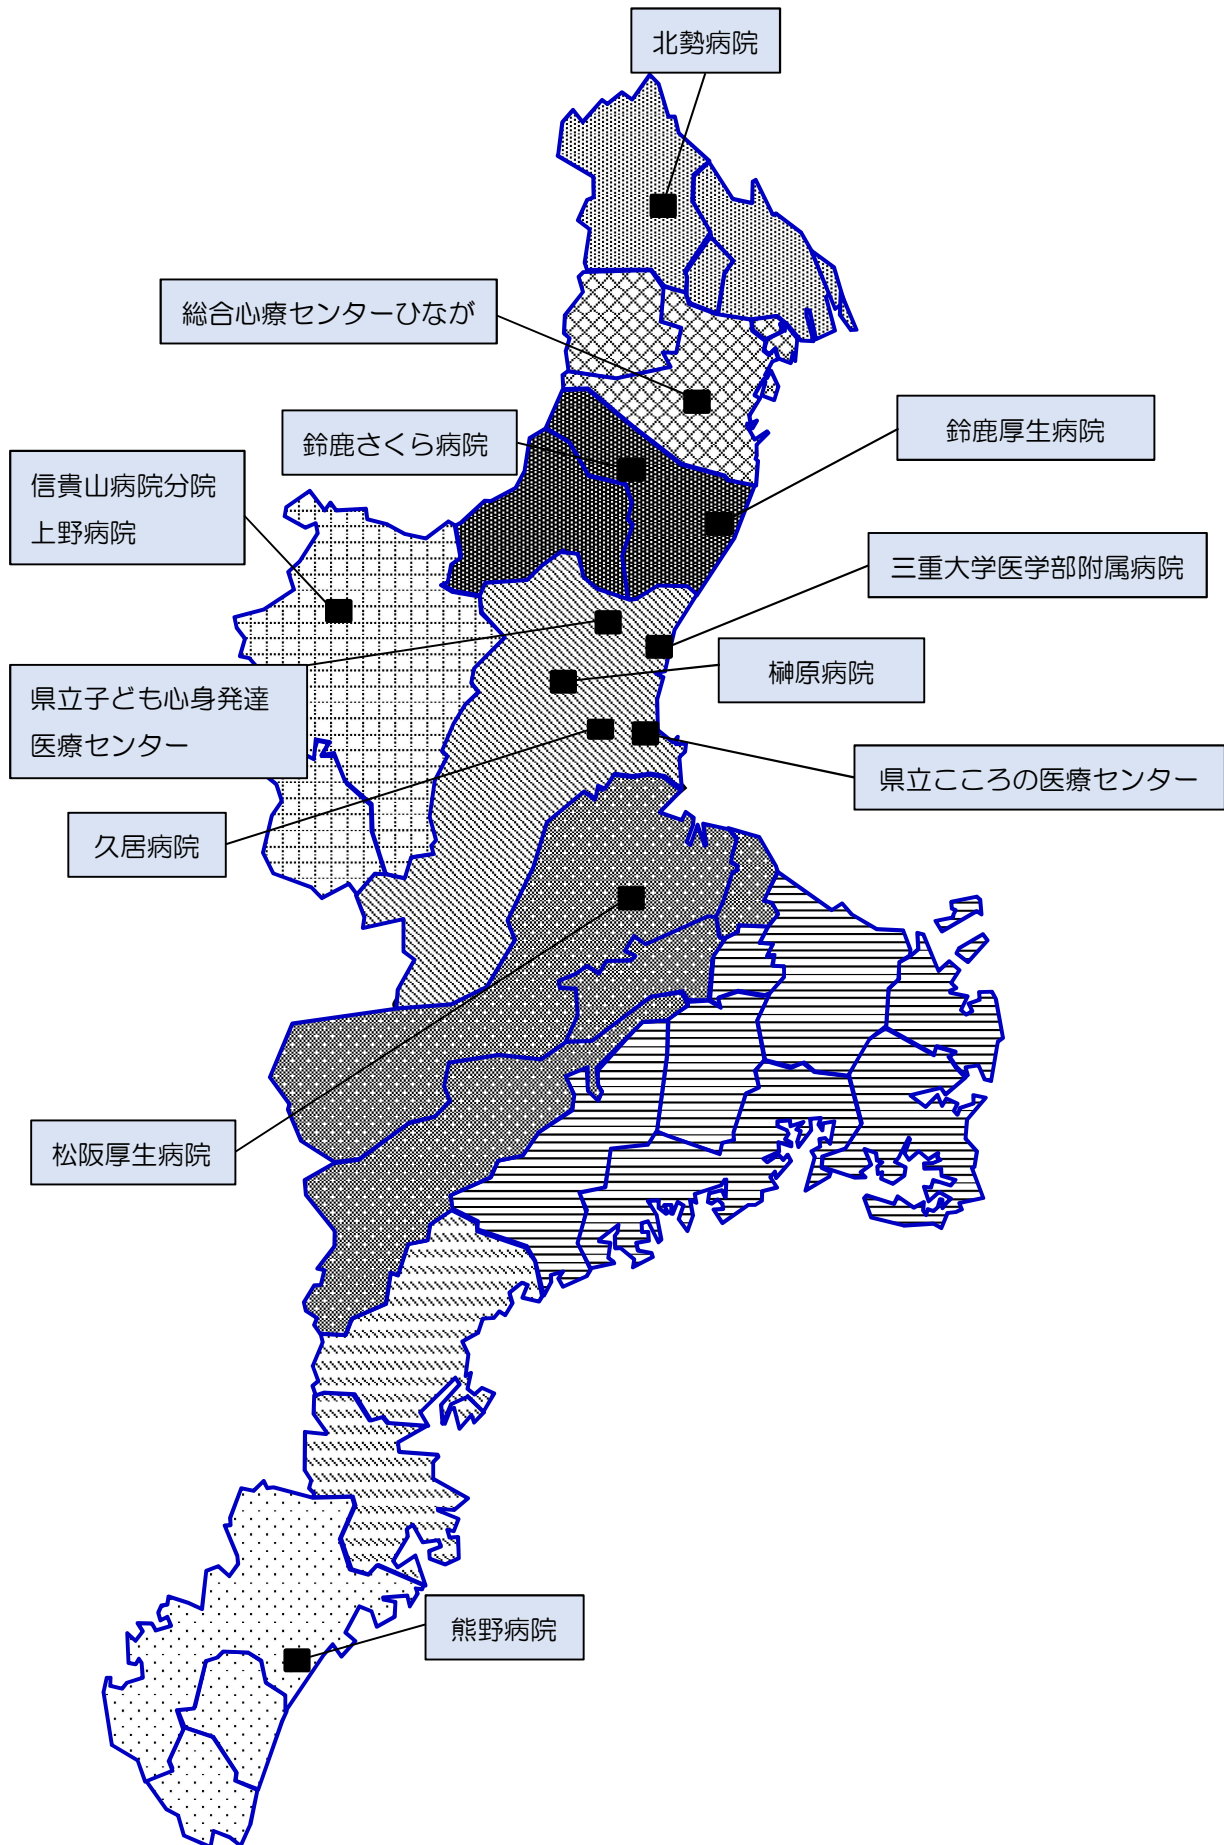 北勢病院
総合心療センターひなが
鈴鹿さくら病院
鈴鹿厚生病院
信貴山病院分院
上野病院
三重大学医学部附属病院
県立子ども心身発達
医療センター
榊原病院
県立こころの医療センター
久居病院
松阪厚生病院
熊野病院